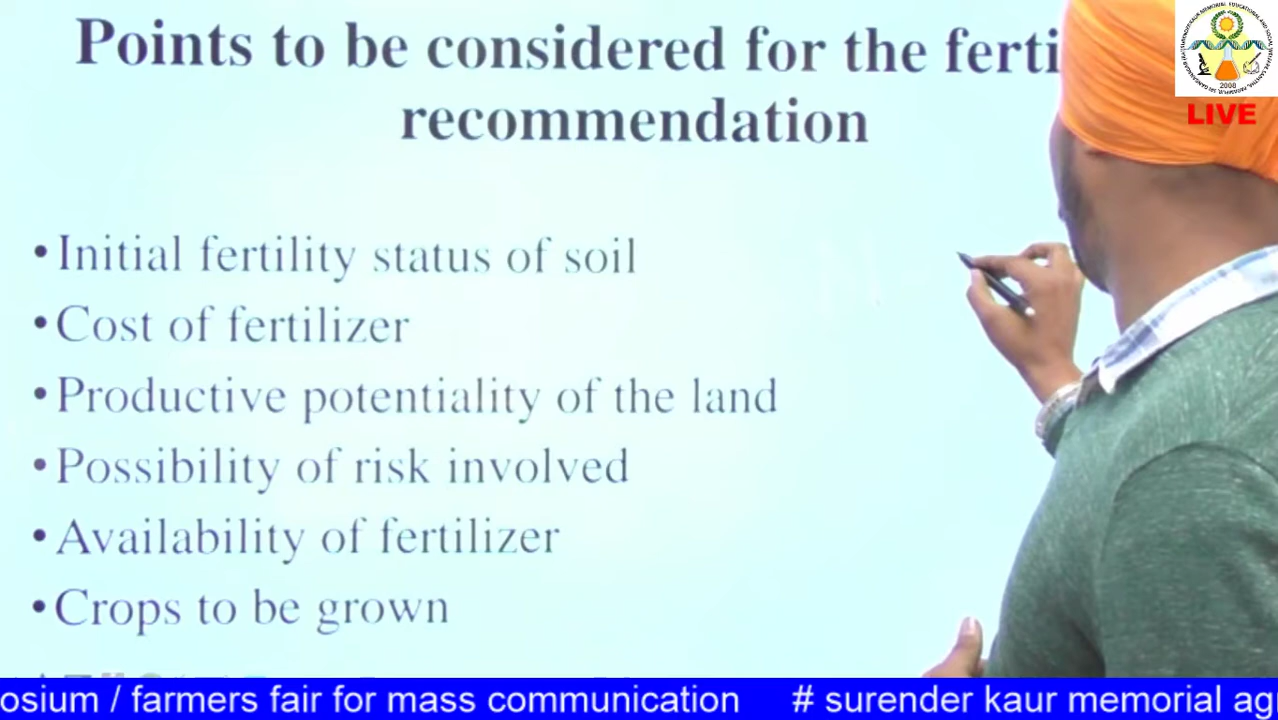 Points to be considered for the ferti
recommendation
• Initial fertility status of soil
• Cost of fertilizer
• Productive potentiality of the land
• Possibility of risk involved
• Availability of fertilizer
• Crops to be grown
2008
LIVE
osium / farmers fair for mass communication # surender kaur memorial ag